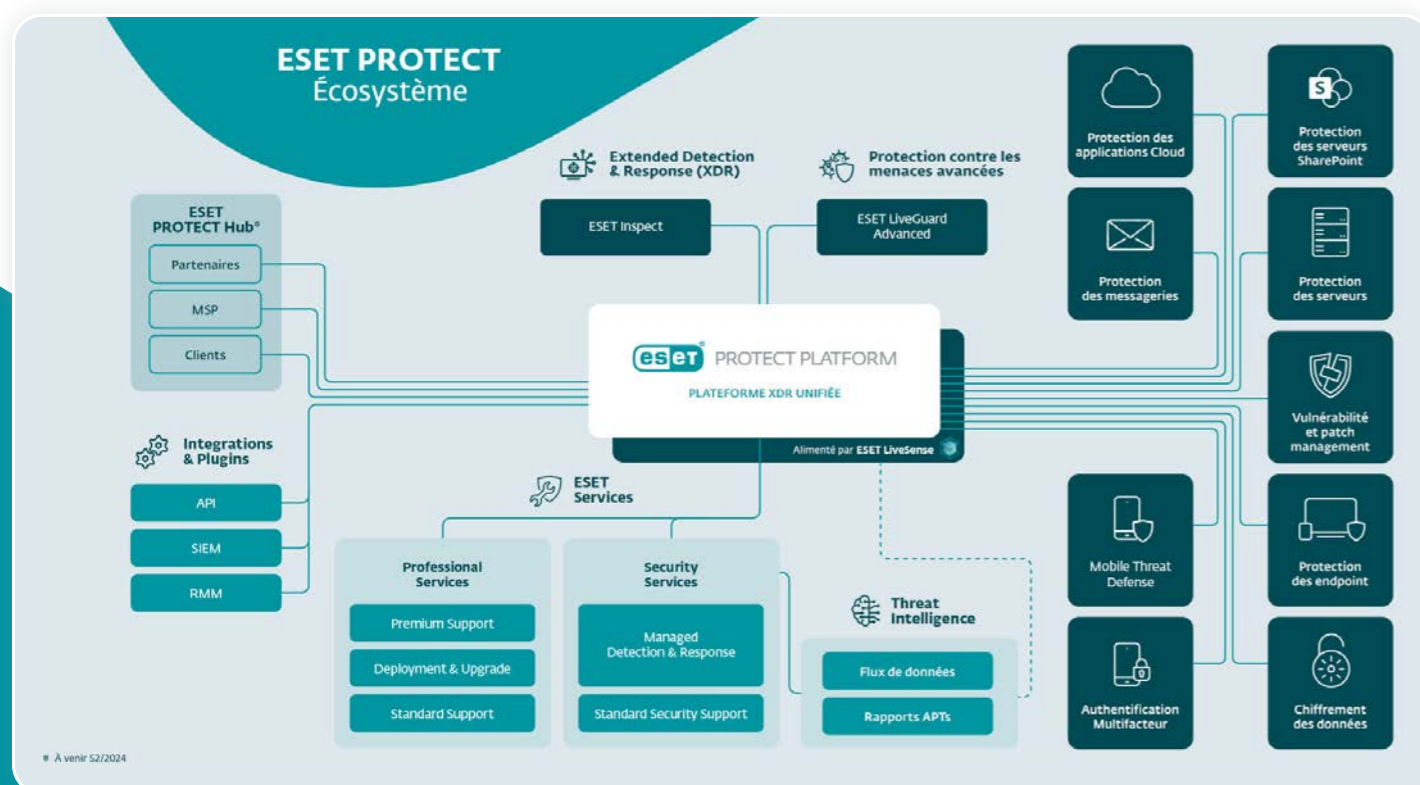 ESET PROTECT
Écosystème
Extended Detection
& Response (XDR)
ESET Inspect
Protection contre les
menaces avancées
ESET LiveGuard
Advanced
ESET
PROTECT Hub*
Partenaires
MSP
Clients
Integrations
& Plugins
API
SIEM
RMM
eset® PROTECT PLATFORM
PLATEFORME XDR UNIFIÉE
Alimenté par ESET LiveSense
ESET
Services
Professional
Services
Premium Support
Deployment & Upgrade
Standard Support
Security
Services
Managed
Detection & Response
Standard Security Support
Threat
Intelligence
Flux de données
Rapports APTs
Protection des
applications Cloud
S
Protection
des serveurs
SharePoint
Protection
des messageries
Protection
des serveurs
Vulnérabilité
et patch
management
Mobile Threat
Defense
Protection
des endpoint
Authentification
Multifacteur
Chiffrement
des données
* À venir S2/2024